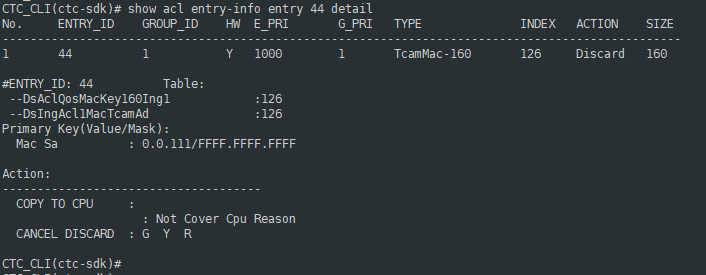 CTC_CLI(ctc-sdk)# show acl entry-info entry 44 detail
No.     ENTRY_ID    GROUP_ID    HW  E_PRI       G_PRI  TYPE              INDEX   ACTION    SIZE
-------------------------------------------------------------------------------------------------
1       44          1           Y   1000        1      TcamMac-160       126     Discard   160
#ENTRY_ID: 44          Table:
 --DsAclQosMacKey160Ing1            :126
 --DsIngAcl1MacTcamAd               :126
Primary Key(Value/Mask):
  Mac Sa          : 0.0.111/FFFF.FFFF.FFFF
Action:
-------------------------------------
  COPY TO CPU     :
                    : Not Cover Cpu Reason
  CANCEL DISCARD  : G  Y  R
CTC_CLI(ctc-sdk)#